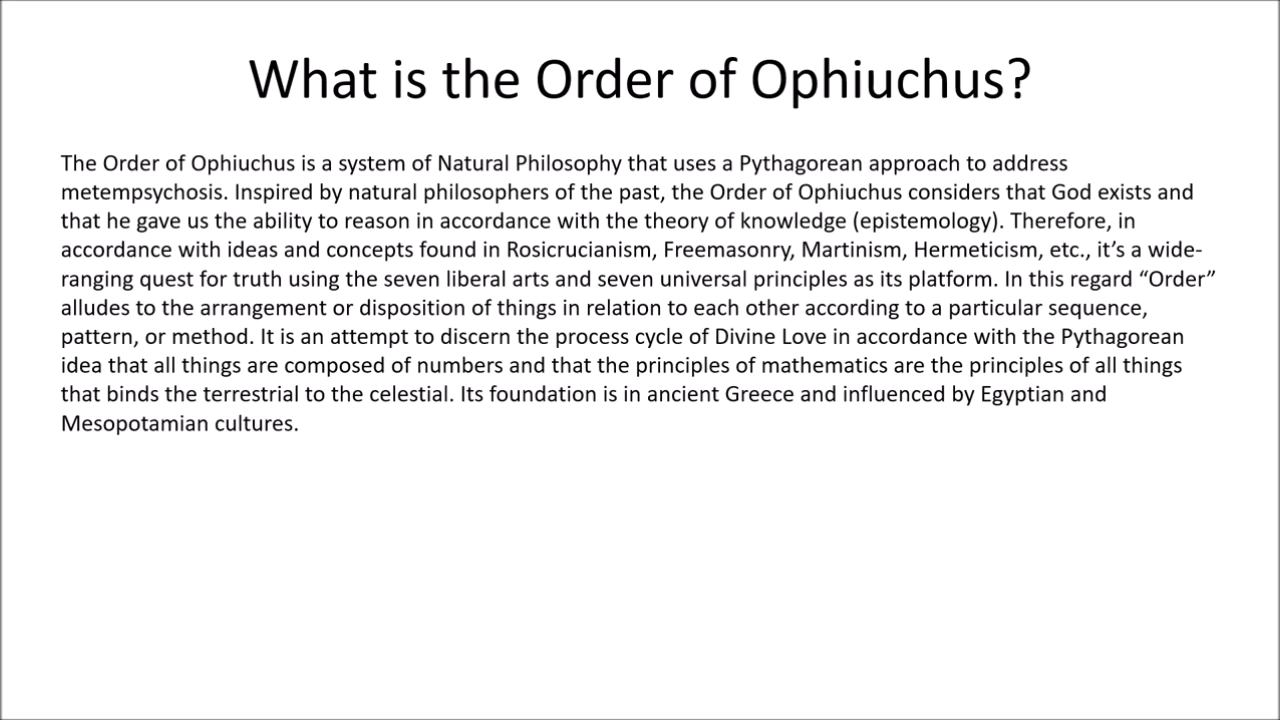 What is the Order of Ophiuchus?
The Order of Ophiuchus is a system of Natural Philosophy that uses a Pythagorean approach to address
metempsychosis. Inspired by natural philosophers of the past, the Order of Ophiuchus considers that God exists and
that he gave us the ability to reason in accordance with the theory of knowledge (epistemology). Therefore, in
accordance with ideas and concepts found in Rosicrucianism, Freemasonry, Martinism, Hermeticism, etc., it’s a wide-
ranging quest for truth using the seven liberal arts and seven universal principles as its platform. In this regard “Order”
alludes to the arrangement or disposition of things in relation to each other according to a particular sequence,
pattern, or method. It is an attempt to discern the process cycle of Divine Love in accordance with the Pythagorean
idea that all things are composed of numbers and that the principles of mathematics are the principles of all things
that binds the terrestrial to the celestial. Its foundation is in ancient Greece and influenced by Egyptian and
Mesopotamian cultures.